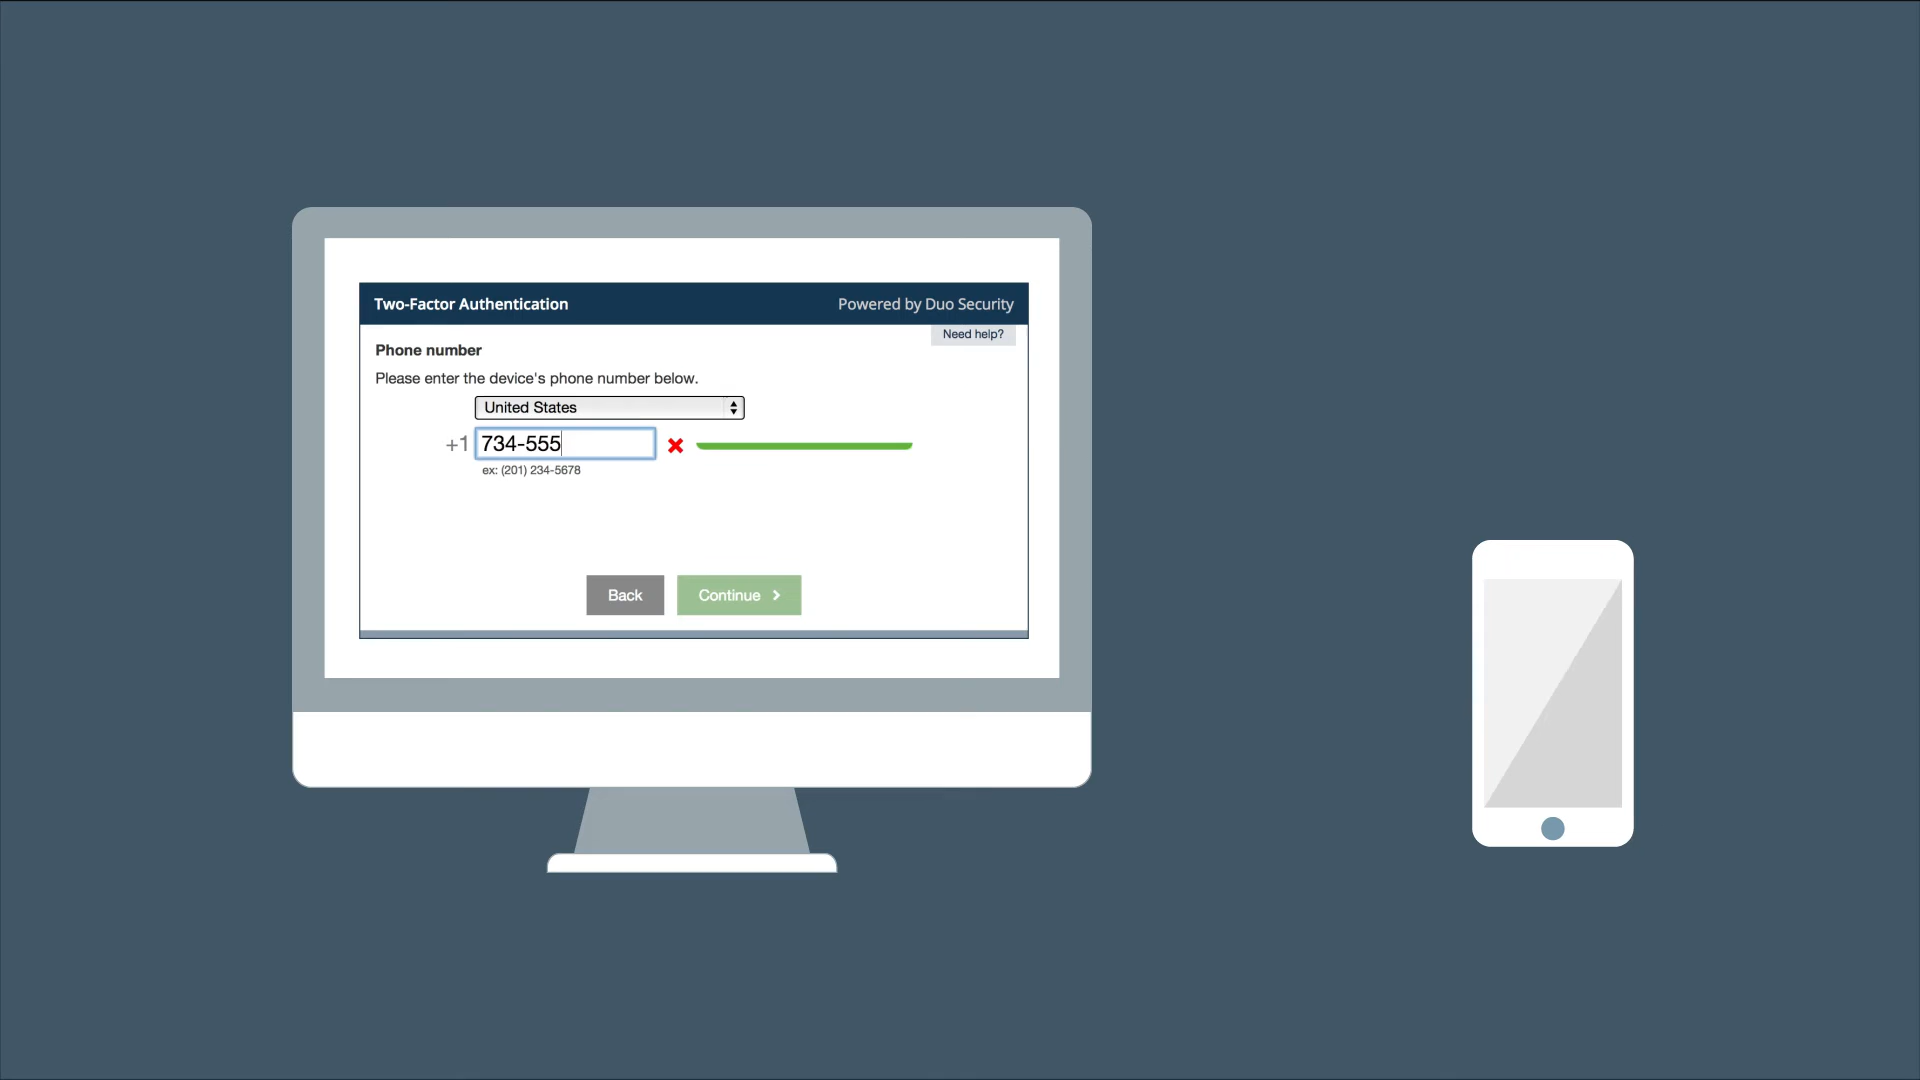 Two-Factor Authentication
Powered by Duo Security
Need help?
Phone number
Please enter the device's phone number below.
United States
+1 734-555
ex: (201) 234-5678
Back
Continue